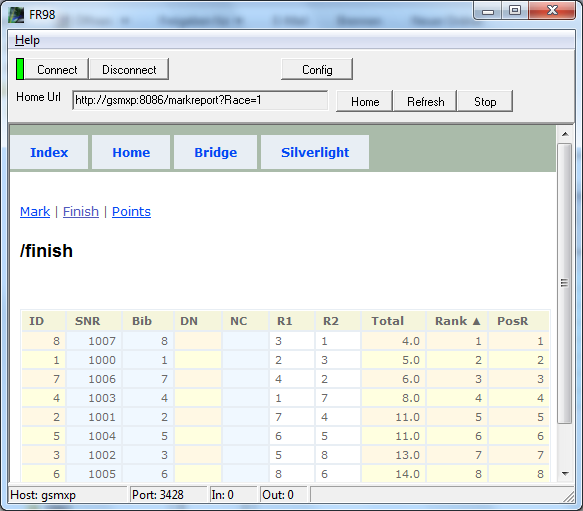 FR98
Help
Connect Disconnect Config
Home Url http://gsmxp:8086/markreport?Race=1 Home Refresh Stop
Index Home Bridge Silverlight
Mark | Finish | Points
/finish
ID SNR Bib DN NC R1 R2 Total Rank ▲ PosR
8 1007 8 3 1 4.0 1 1
1 1000 1 2 3 5.0 2 2
7 1006 7 4 2 6.0 3 3
4 1003 4 1 7 8.0 4 4
2 1001 2 7 4 11.0 5 5
5 1004 5 6 5 11.0 6 6
3 1002 3 5 8 13.0 7 7
6 1005 6 8 6 14.0 8 8
Host: gsmxp Port: 3428 In: 0 Out: 0